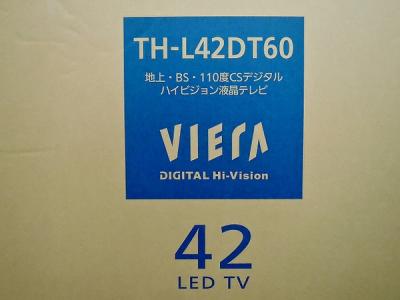 TH-L42DT60
地上・BS・110度CSデジタル
ハイビジョン液晶テレビ
VIErA
DIGITAL Hi-Vision
42
LED TV